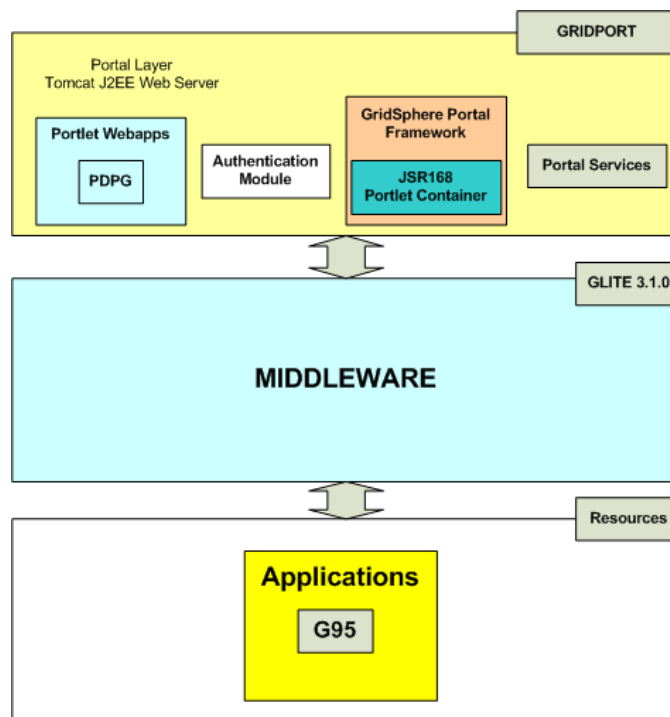 GRIDPORT
Portal Layer
Tomcat J2EE Web Server
Portlet Webapps
PDPG
Authentication
Module
GridSphere Portal
Framework
JSR168
Portlet Container
Portal Services
GLITE 3.1.0
MIDDLEWARE
Resources
Applications
G95